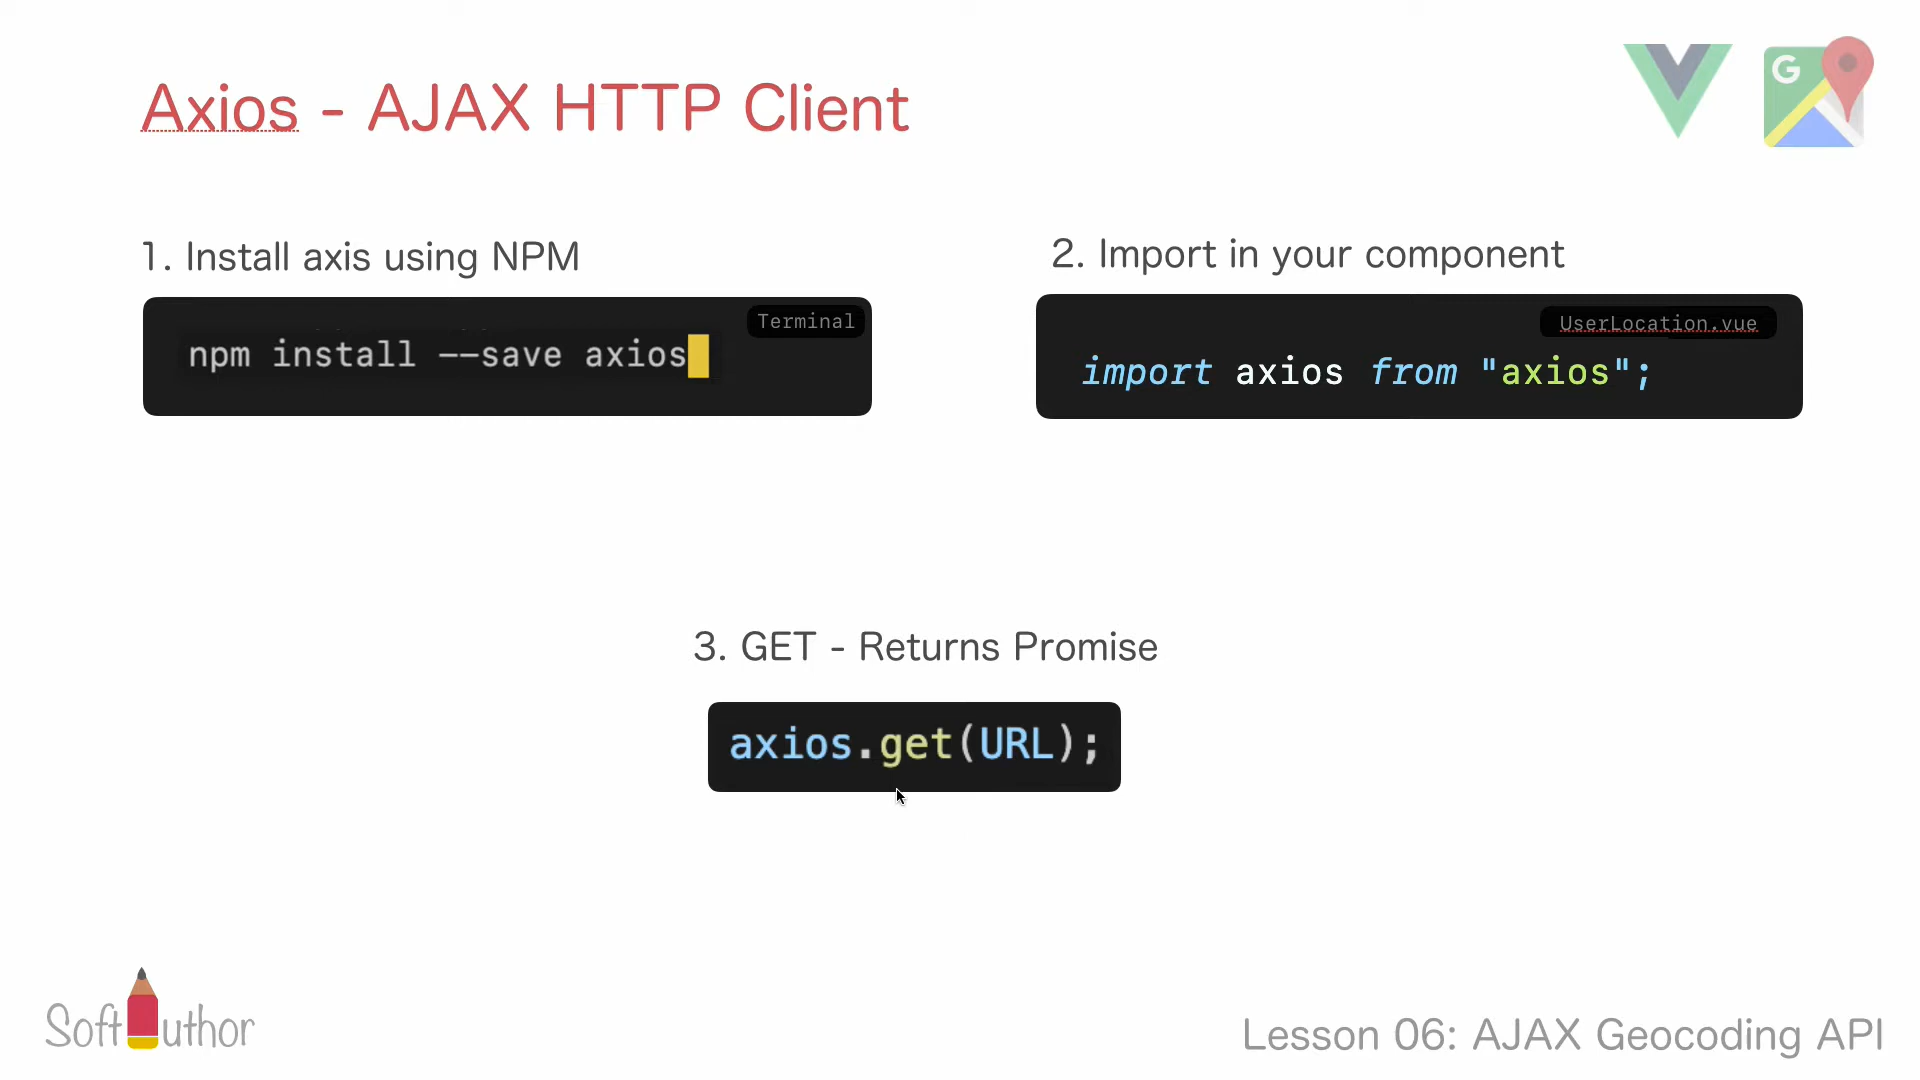 Axios - AJAX HTTP Client
G
1. Install axis using NPM
Terminal
npm install --save axios
2. Import in your component
UserLocation.vue
import axios from "axios";
3. GET - Returns Promise
axios.get(URL);
Soft uthor
Lesson 06: AJAX Geocoding API